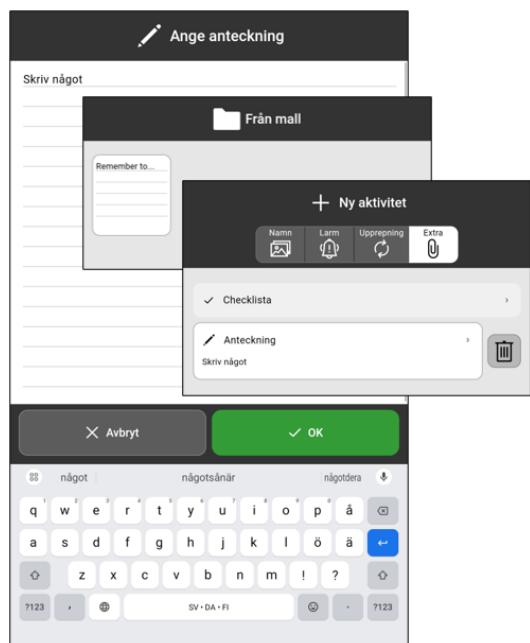 Ange anteckning
Skriv något
Från mall
Remember to...
Ny aktivitet
Namn Larm Upprepning Extra
Checklista
Anteckning
Skriv något
Avbryt OK
något någotsånär någotdera
q w e r t y u i o p å
a s d f g h j k l ö ä
z x c v b n m ! ?
?123 , SV • DA • FI . ?123